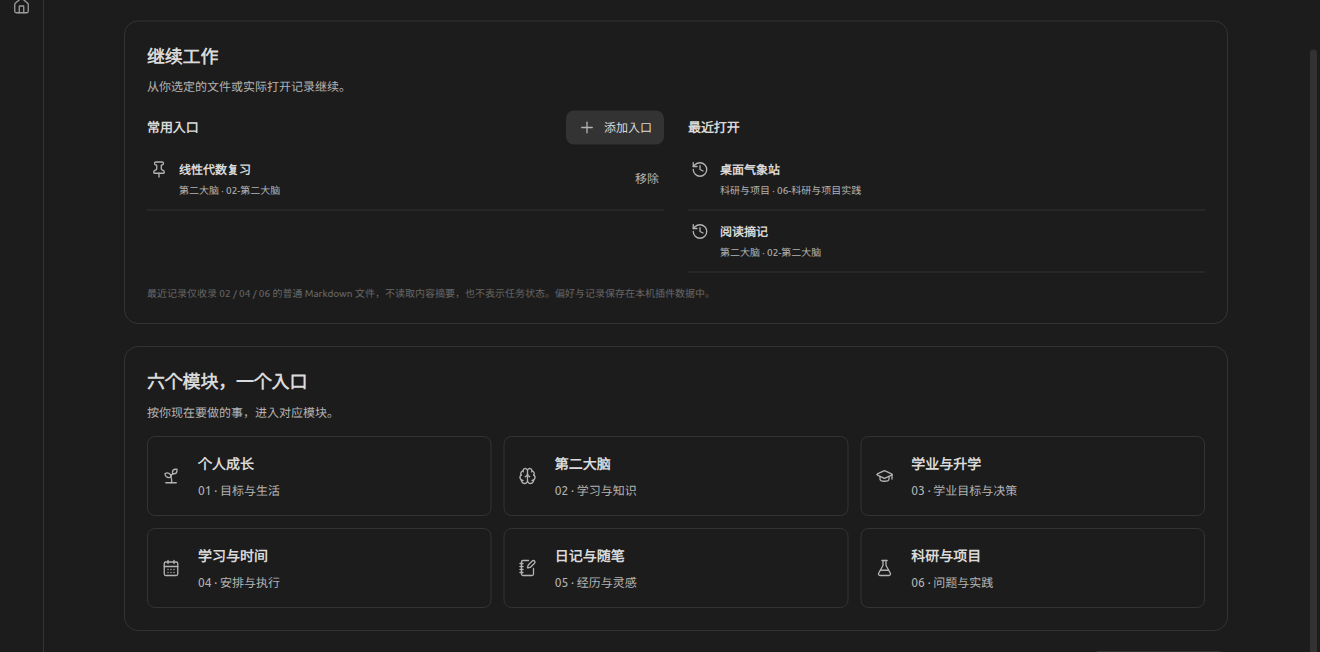 继续工作
从你选定的文件或实际打开记录继续。
常用入口
添加入口
线性代数复习
第二大脑 · 02-第二大脑
移除
最近打开
桌面气象站
科研与项目 · 06-科研与项目实践
阅读摘记
第二大脑 · 02-第二大脑
最近记录仅收录 02 / 04 / 06 的普通 Markdown 文件，不读取内容摘要，也不表示任务状态。偏好与记录保存在本机插件数据中。
六个模块，一个入口
按你现在要做的事，进入对应模块。
个人成长
01 · 目标与生活
第二大脑
02 · 学习与知识
学业与升学
03 · 学业目标与决策
学习与时间
04 · 安排与执行
日记与随笔
05 · 经历与灵感
科研与项目
06 · 问题与实践